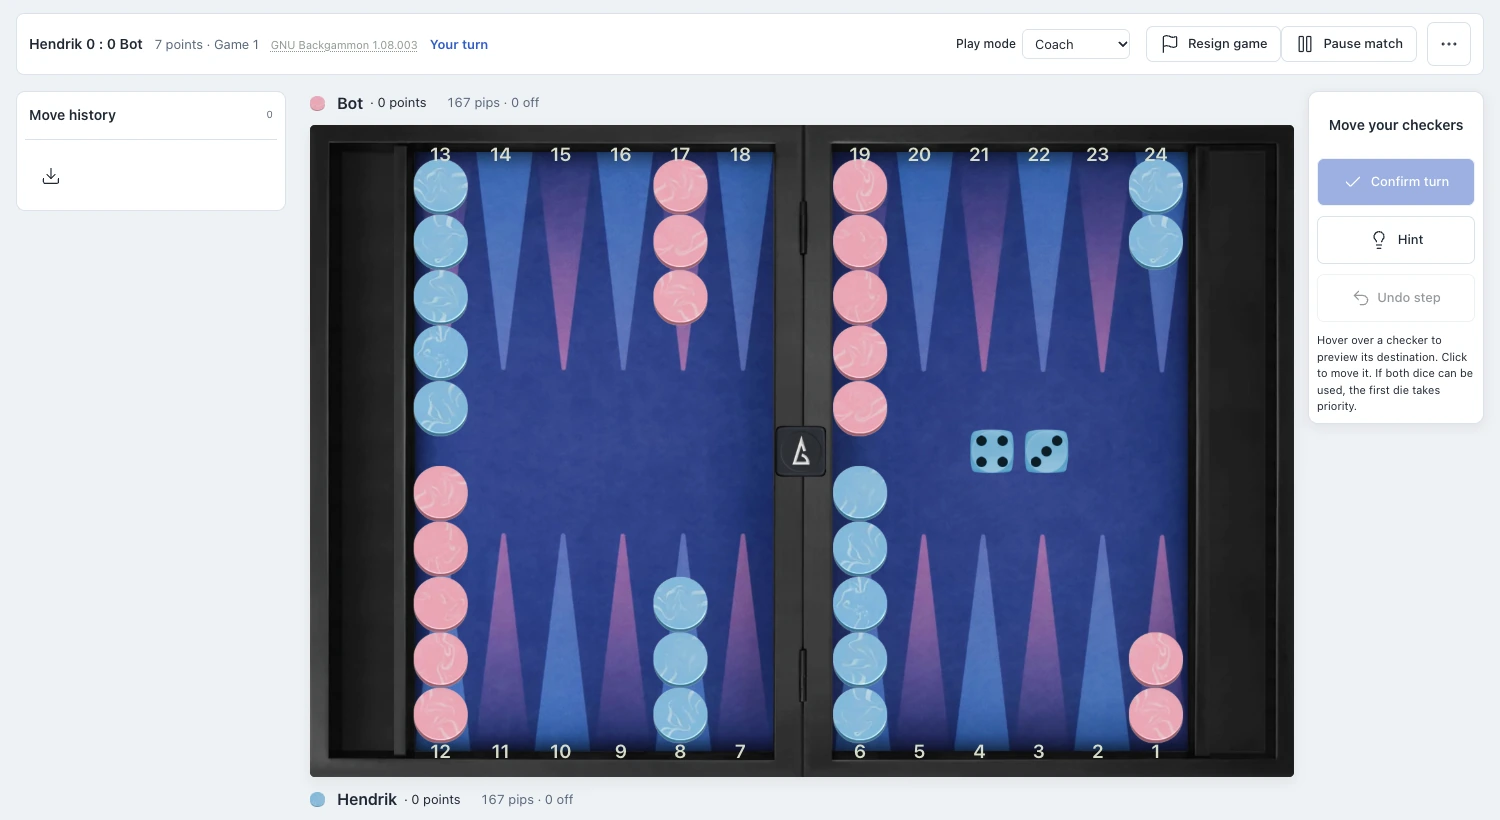 Hendrik 0 : 0 Bot 7 points · Game 1 GNU Backgammon 1.08.003 Your turn Play mode Coach Resign game Pause match
Move history 0
Bot · 0 points 167 pips · 0 off
13 14 15 16 17 18 19 20 21 22 23 24
12 11 10 9 8 7 6 5 4 3 2 1
Hendrik · 0 points 167 pips · 0 off
Move your checkers
Confirm turn
Hint
Undo step
Hover over a checker to
preview its destination. Click
to move it. If both dice can be
used, the first die takes
priority.